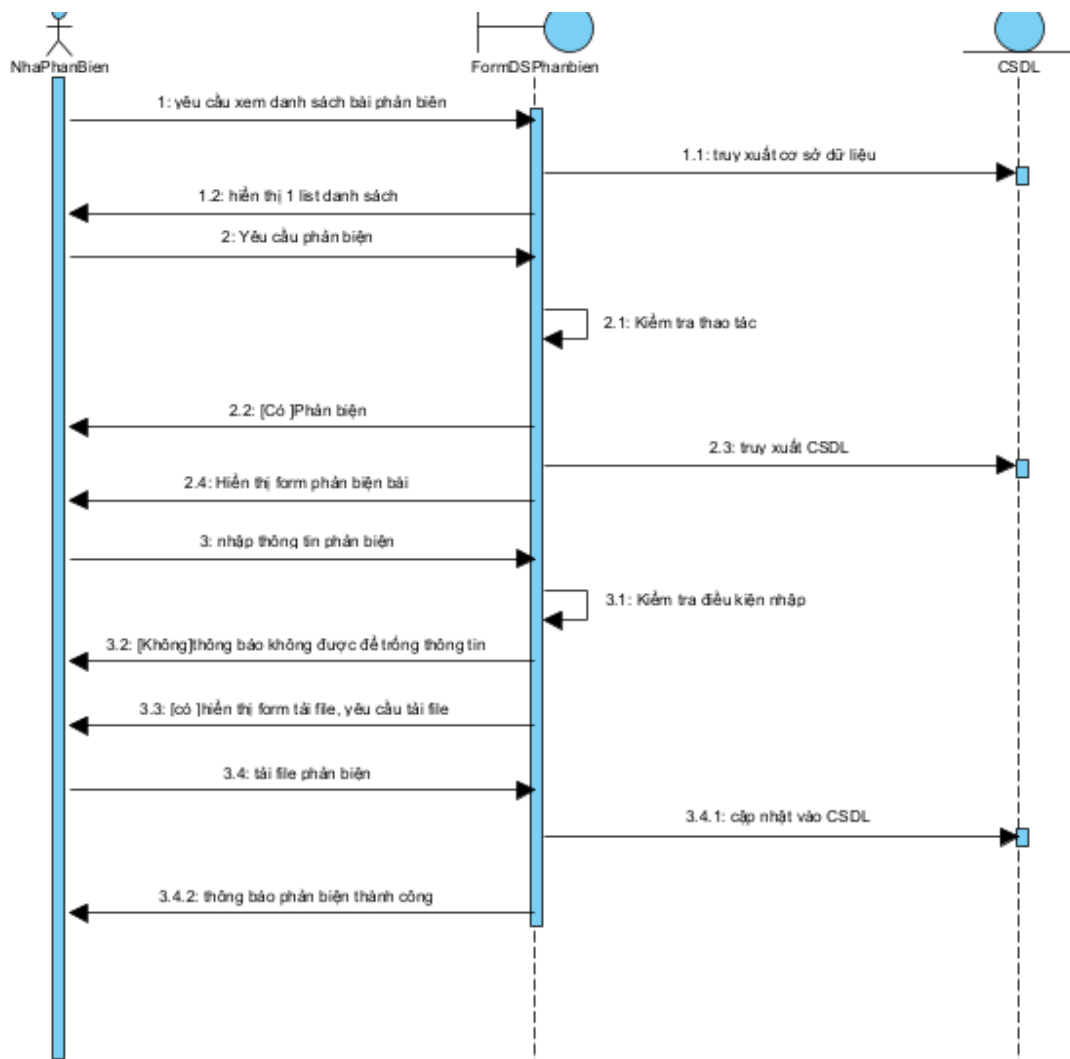 NhaPhanBien
FormDSPhanbien
CSDL
1: yêu cầu xem danh sách bài phản biên
1.1: truy xuất cơ sở dữ liệu
1.2: hiển thị 1 list danh sách
2: Yêu cầu phản biện
2.1: Kiểm tra thao tác
2.2: [Có ]Phản biện
2.3: truy xuất CSDL
2.4: Hiển thị form phản biện bài
3: nhập thông tin phản biện
3.1: Kiểm tra điều kiện nhập
3.2: [Không]thông báo không được để trống thông tin
3.3: [có ]hiển thị form tải file, yêu cầu tải file
3.4: tải file phản biện
3.4.1: cập nhật vào CSDL
3.4.2: thông báo phản biện thành công